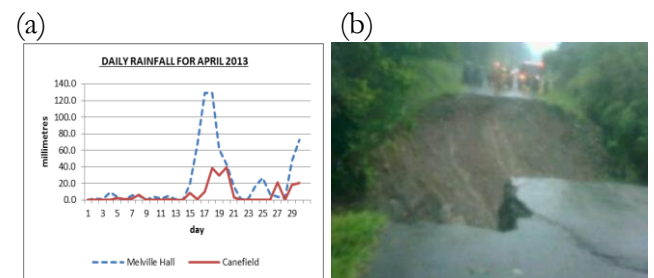 (a)
(b)
DAILY RAINFALL FOR APRIL 2013
millimetres
140.0
120.0
100.0
80.0
60.0
40.0
20.0
0.0
1 3 5 7 9 11 13 15 17 19 21 23 25 27 29
day
Melville Hall
Canefield